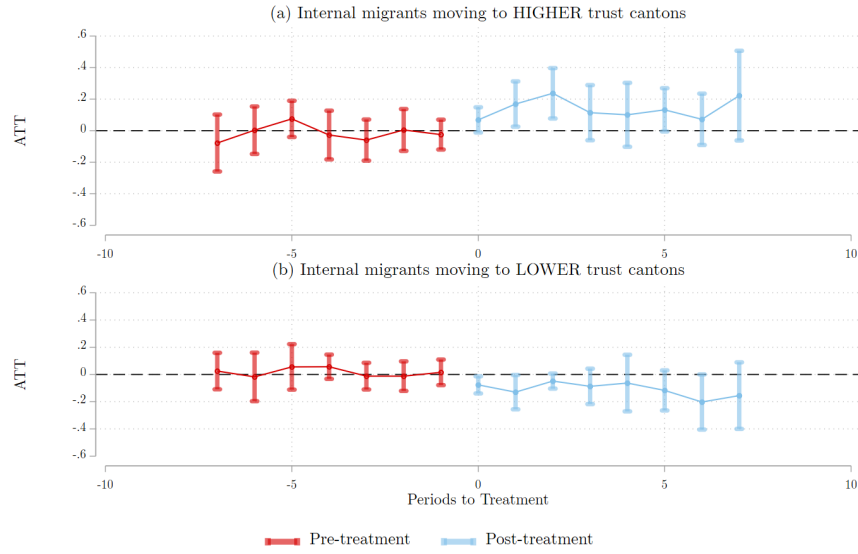 (a) Internal migrants moving to HIGHER trust cantons
.6
.4
.2
0
-.2
-.4
-.6
ATT
-10 -5 0 5 10
(b) Internal migrants moving to LOWER trust cantons
.6
.4
.2
0
-.2
-.4
-.6
ATT
-10 -5 0 5 10
Periods to Treatment
Pre-treatment Post-treatment